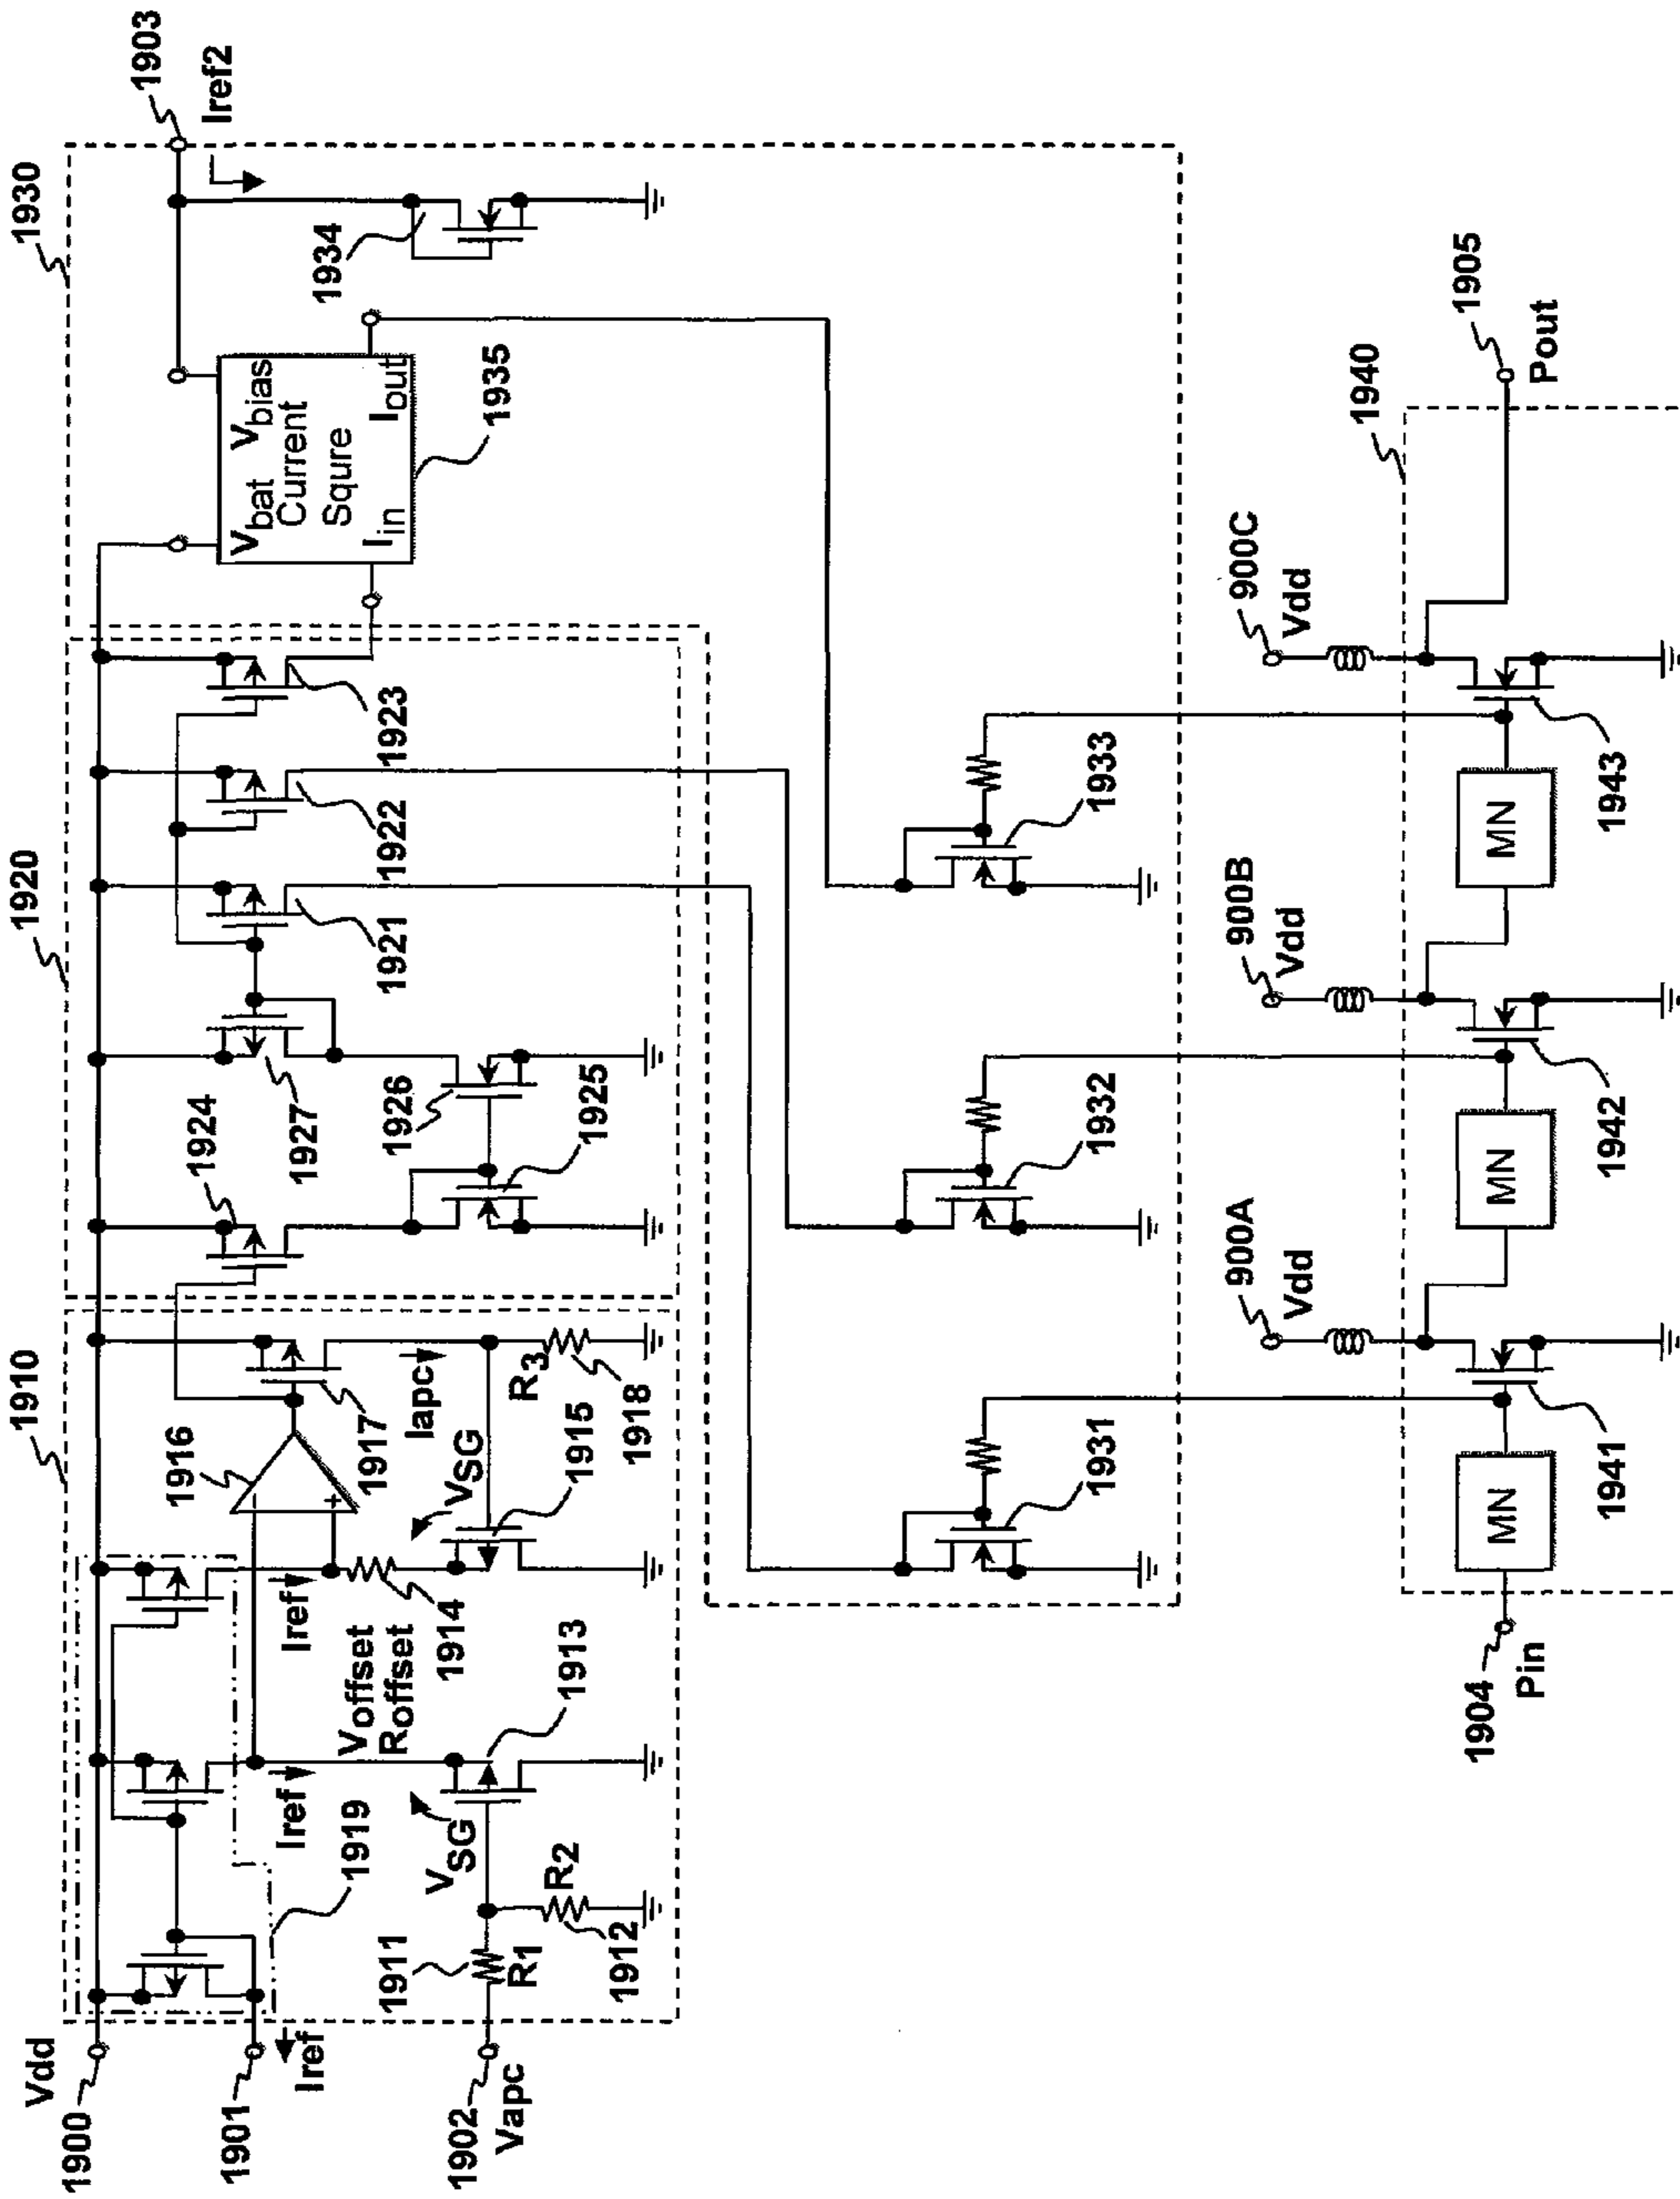 1910
1920
1930
Vdd
1900
1901
Iref
1902
Vapc
1911
R1
R2
1912
1919
Iref
VSG
1913
Voffset
Roffset
Iref
1914
1916
1917
VSG
1915
Iapc
R3
1918
1924
1927
1926
1925
1921
1922
1923
Vbat Vbias
Current
Squre
Iin Iout
1935
1934
1903
Iref2
1931
1932
1933
900A
Vdd
900B
Vdd
900C
Vdd
1940
1904
Pin
MN
1941
MN
1942
MN
1943
1905
Pout